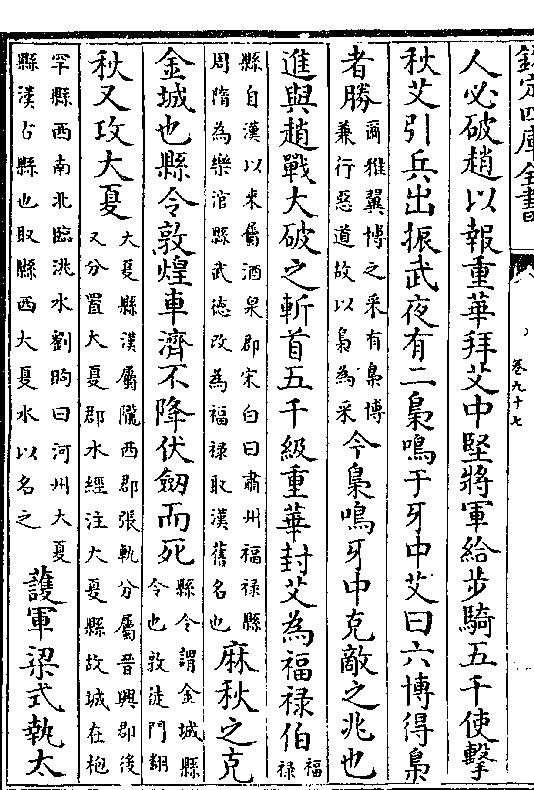 欽定四庫全書
卷九十七
人必破趙以報重華拜艾中堅將軍給步騎五千使擊
秋艾引兵出振武夜有二梟鳴于牙中艾曰六博得梟
者勝
爾雅翼博之采有梟博
兼行惡道故以梟為采
今梟鳴牙中克敵之兆也
進與趙戰大破之斬首五千級重華封艾為福禄伯
福
禄
縣自漢以來屬酒泉郡宋白曰肅州福禄縣
周隋為樂涫縣武德改為福禄取漢舊名也
麻秋之克
金城也縣令敦煌車濟不降伏劒而死
縣令謂金城縣
令也敦徒門翻
秋又攻大夏
大夏縣漢屬隴西郡張軌分屬晉興郡後
又分置大夏郡水經注大夏縣故城在枹
罕縣西南北臨洮水劉昫曰河州大夏
縣漢古縣也取縣西大夏水以名之
護軍梁式執太